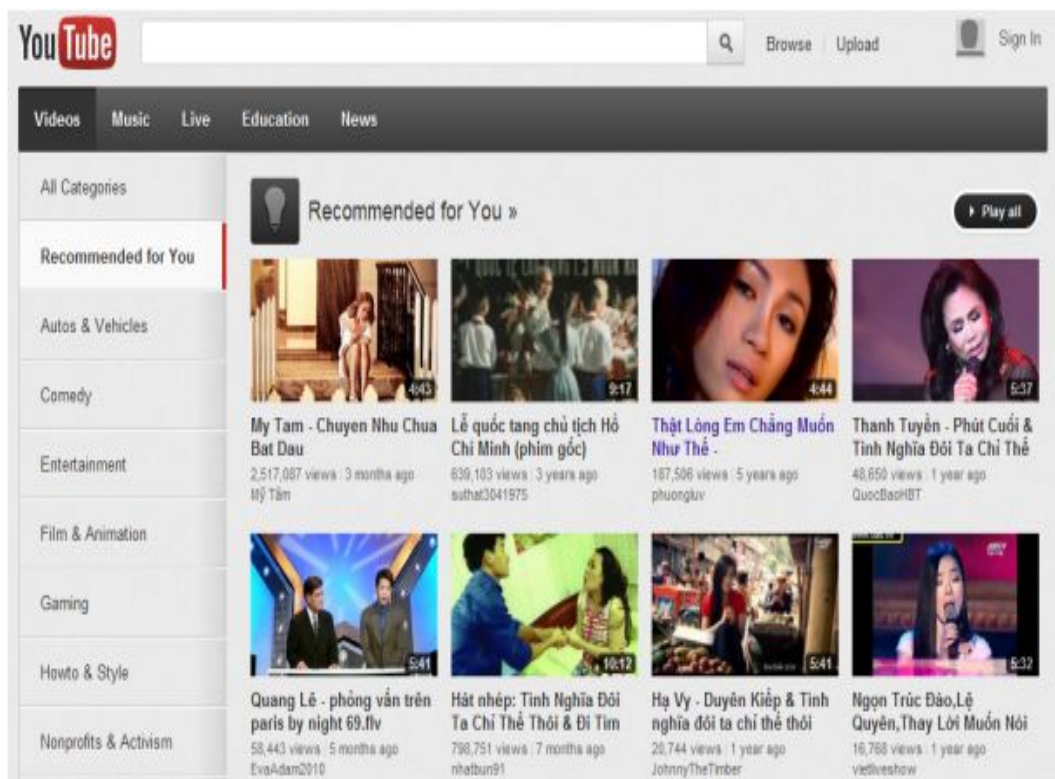 YouTube
Browse | Upload
Sign In
Videos Music Live Education News
All Categories
Recommended for You
Autos & Vehicles
Comedy
Entertainment
Film & Animation
Gaming
Howto & Style
Nonprofits & Activism
Recommended for You »
Play all
4:43
My Tam - Chuyen Nhu Chua
Bat Dau
2,517,087 views | 3 months ago
Mỹ Tâm
9:17
Lễ quốc tang chủ tịch Hồ
Chí Minh (phim gốc)
639,103 views | 3 years ago
suthat3041975
4:44
Thật Lòng Em Chẳng Muốn
Như Thế -
187,506 views | 5 years ago
phuongluv
5:37
Thanh Tuyền - Phút Cuối &
Tình Nghĩa Đôi Ta Chỉ Thế
48,650 views | 1 year ago
QuocBaoHBT
5:41
Quang Lê - phỏng vấn trên
paris by night 69.flv
58,443 views | 5 months ago
EvaAdam2010
10:12
Hát nhép: Tình Nghĩa Đôi
Ta Chỉ Thế Thôi & Đi Tìm
798,751 views | 7 months ago
nhatbun91
5:41
Hạ Vy - Duyên Kiếp & Tình
nghĩa đôi ta chỉ thế thôi
20,744 views | 1 year ago
JohnnyTheTimber
5:32
Ngọn Trúc Đào,Lệ
Quyên,Thay Lời Muốn Nói
16,768 views | 1 year ago
vietliveshow